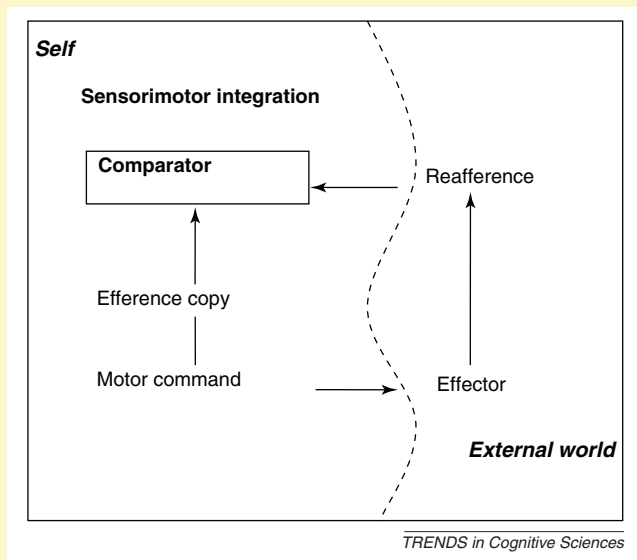 Self
Sensorimotor integration
Comparator
Reafference
Efference copy
Motor command
Effector
External world
TRENDS in Cognitive Sciences